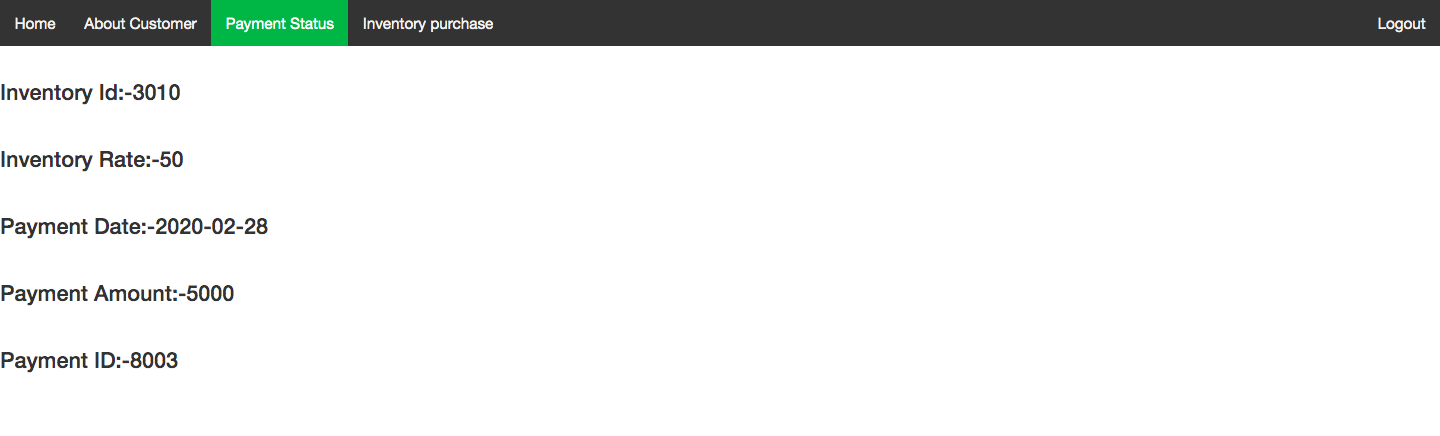 Home About Customer Payment Status Inventory purchase Logout
Inventory Id:-3010
Inventory Rate:-50
Payment Date:-2020-02-28
Payment Amount:-5000
Payment ID:-8003